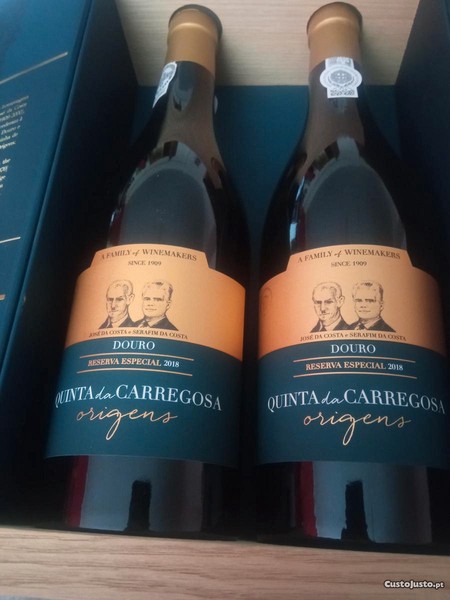 A FAMILY of WINEMAKERS
SINCE 1909
JOSÉ DA COSTA e SERAFIM DA COSTA
DOURO
RESERVA ESPECIAL 2018
QUINTA da CARREGOSA
origens
A FAMILY of WINEMAKERS
SINCE 1909
JOSÉ DA COSTA e SERAFIM DA COSTA
DOURO
RESERVA ESPECIAL 2018
QUINTA da CARREGOSA
origens
CustoJusto.pt